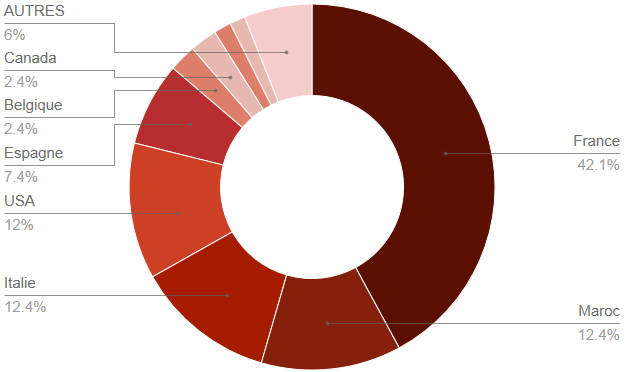 AUTRES
6%
Canada
2.4%
Belgique
2.4%
Espagne
7.4%
USA
12%
Italie
12.4%
France
42.1%
Maroc
12.4%